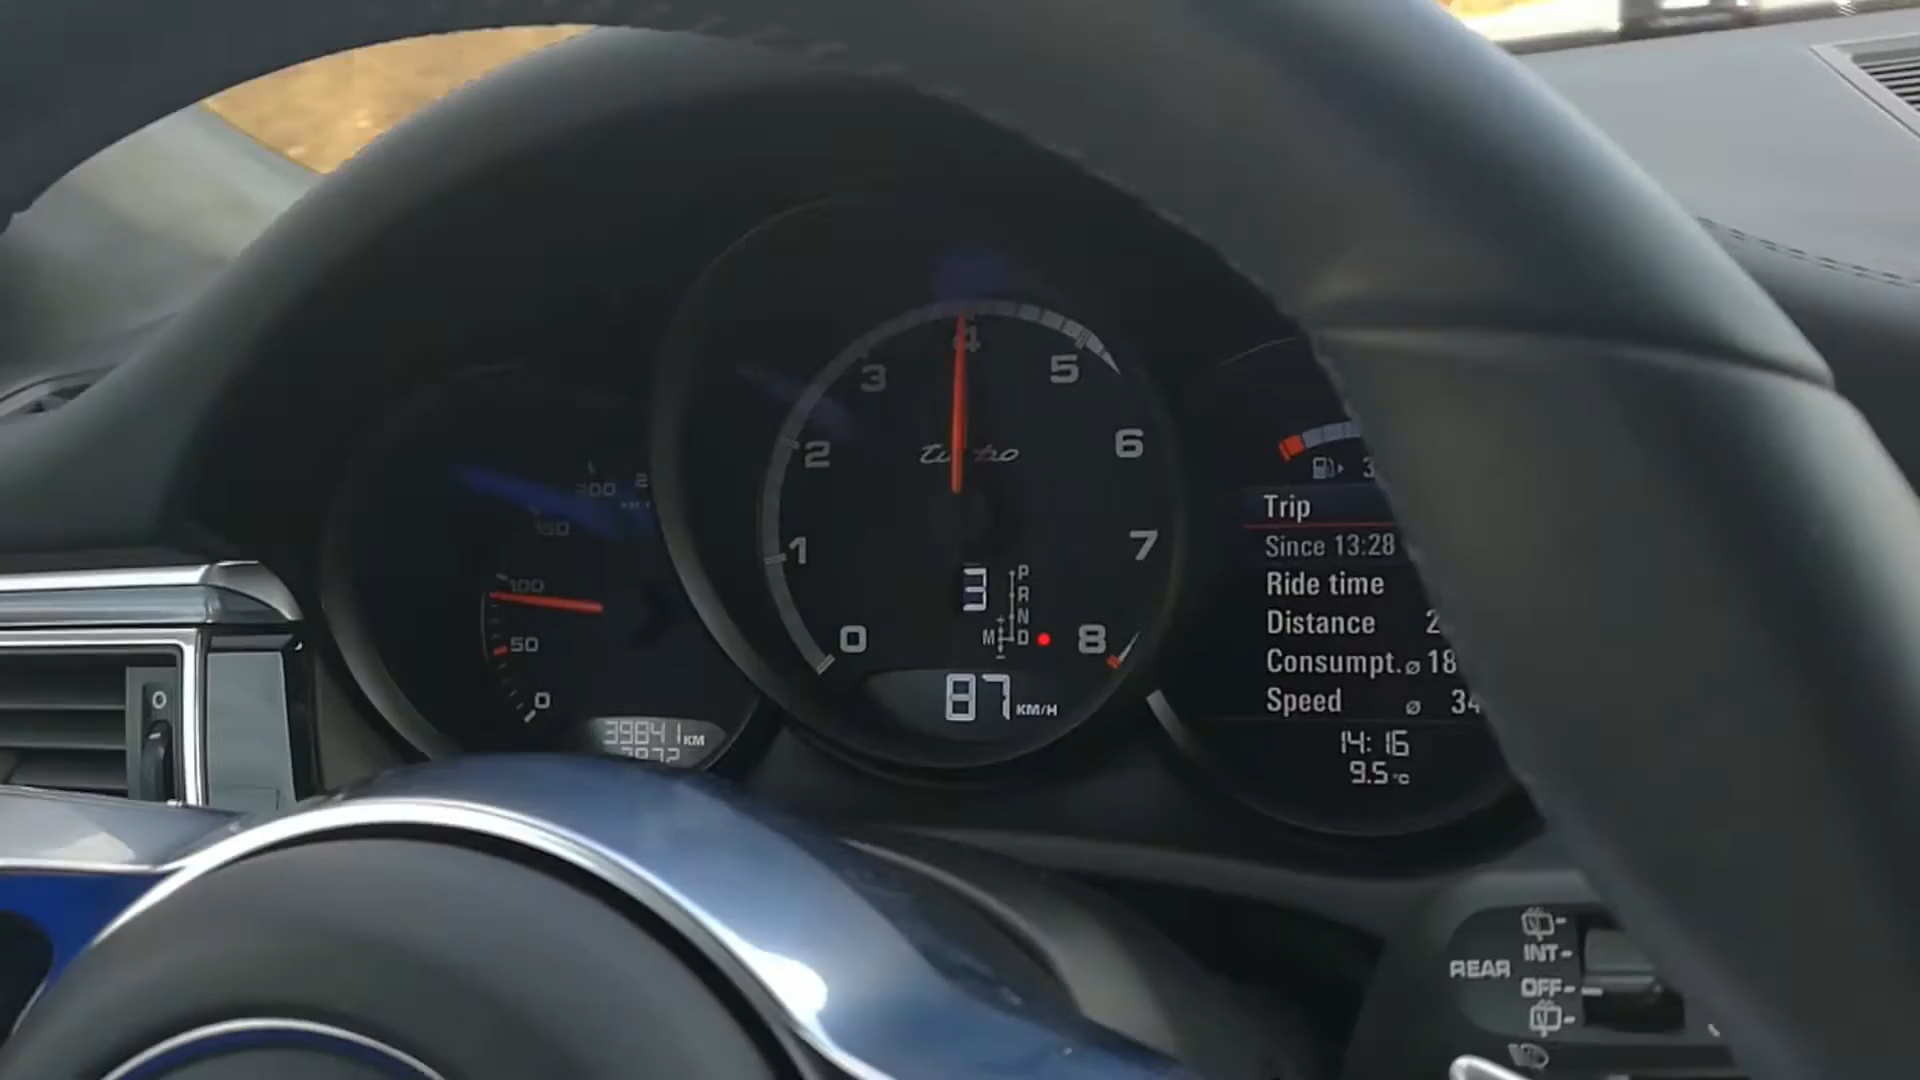 200
150
100
50
0
39841 KM
3872
0
1
2
3
4
5
6
7
8
turbo
3
P
R
N
M D
87 KM/H
Trip
Since 13:28
Ride time
Distance 2
Consumpt. ⌀ 18
Speed ⌀ 34
14:16
9.5 °C
REAR
INT
OFF